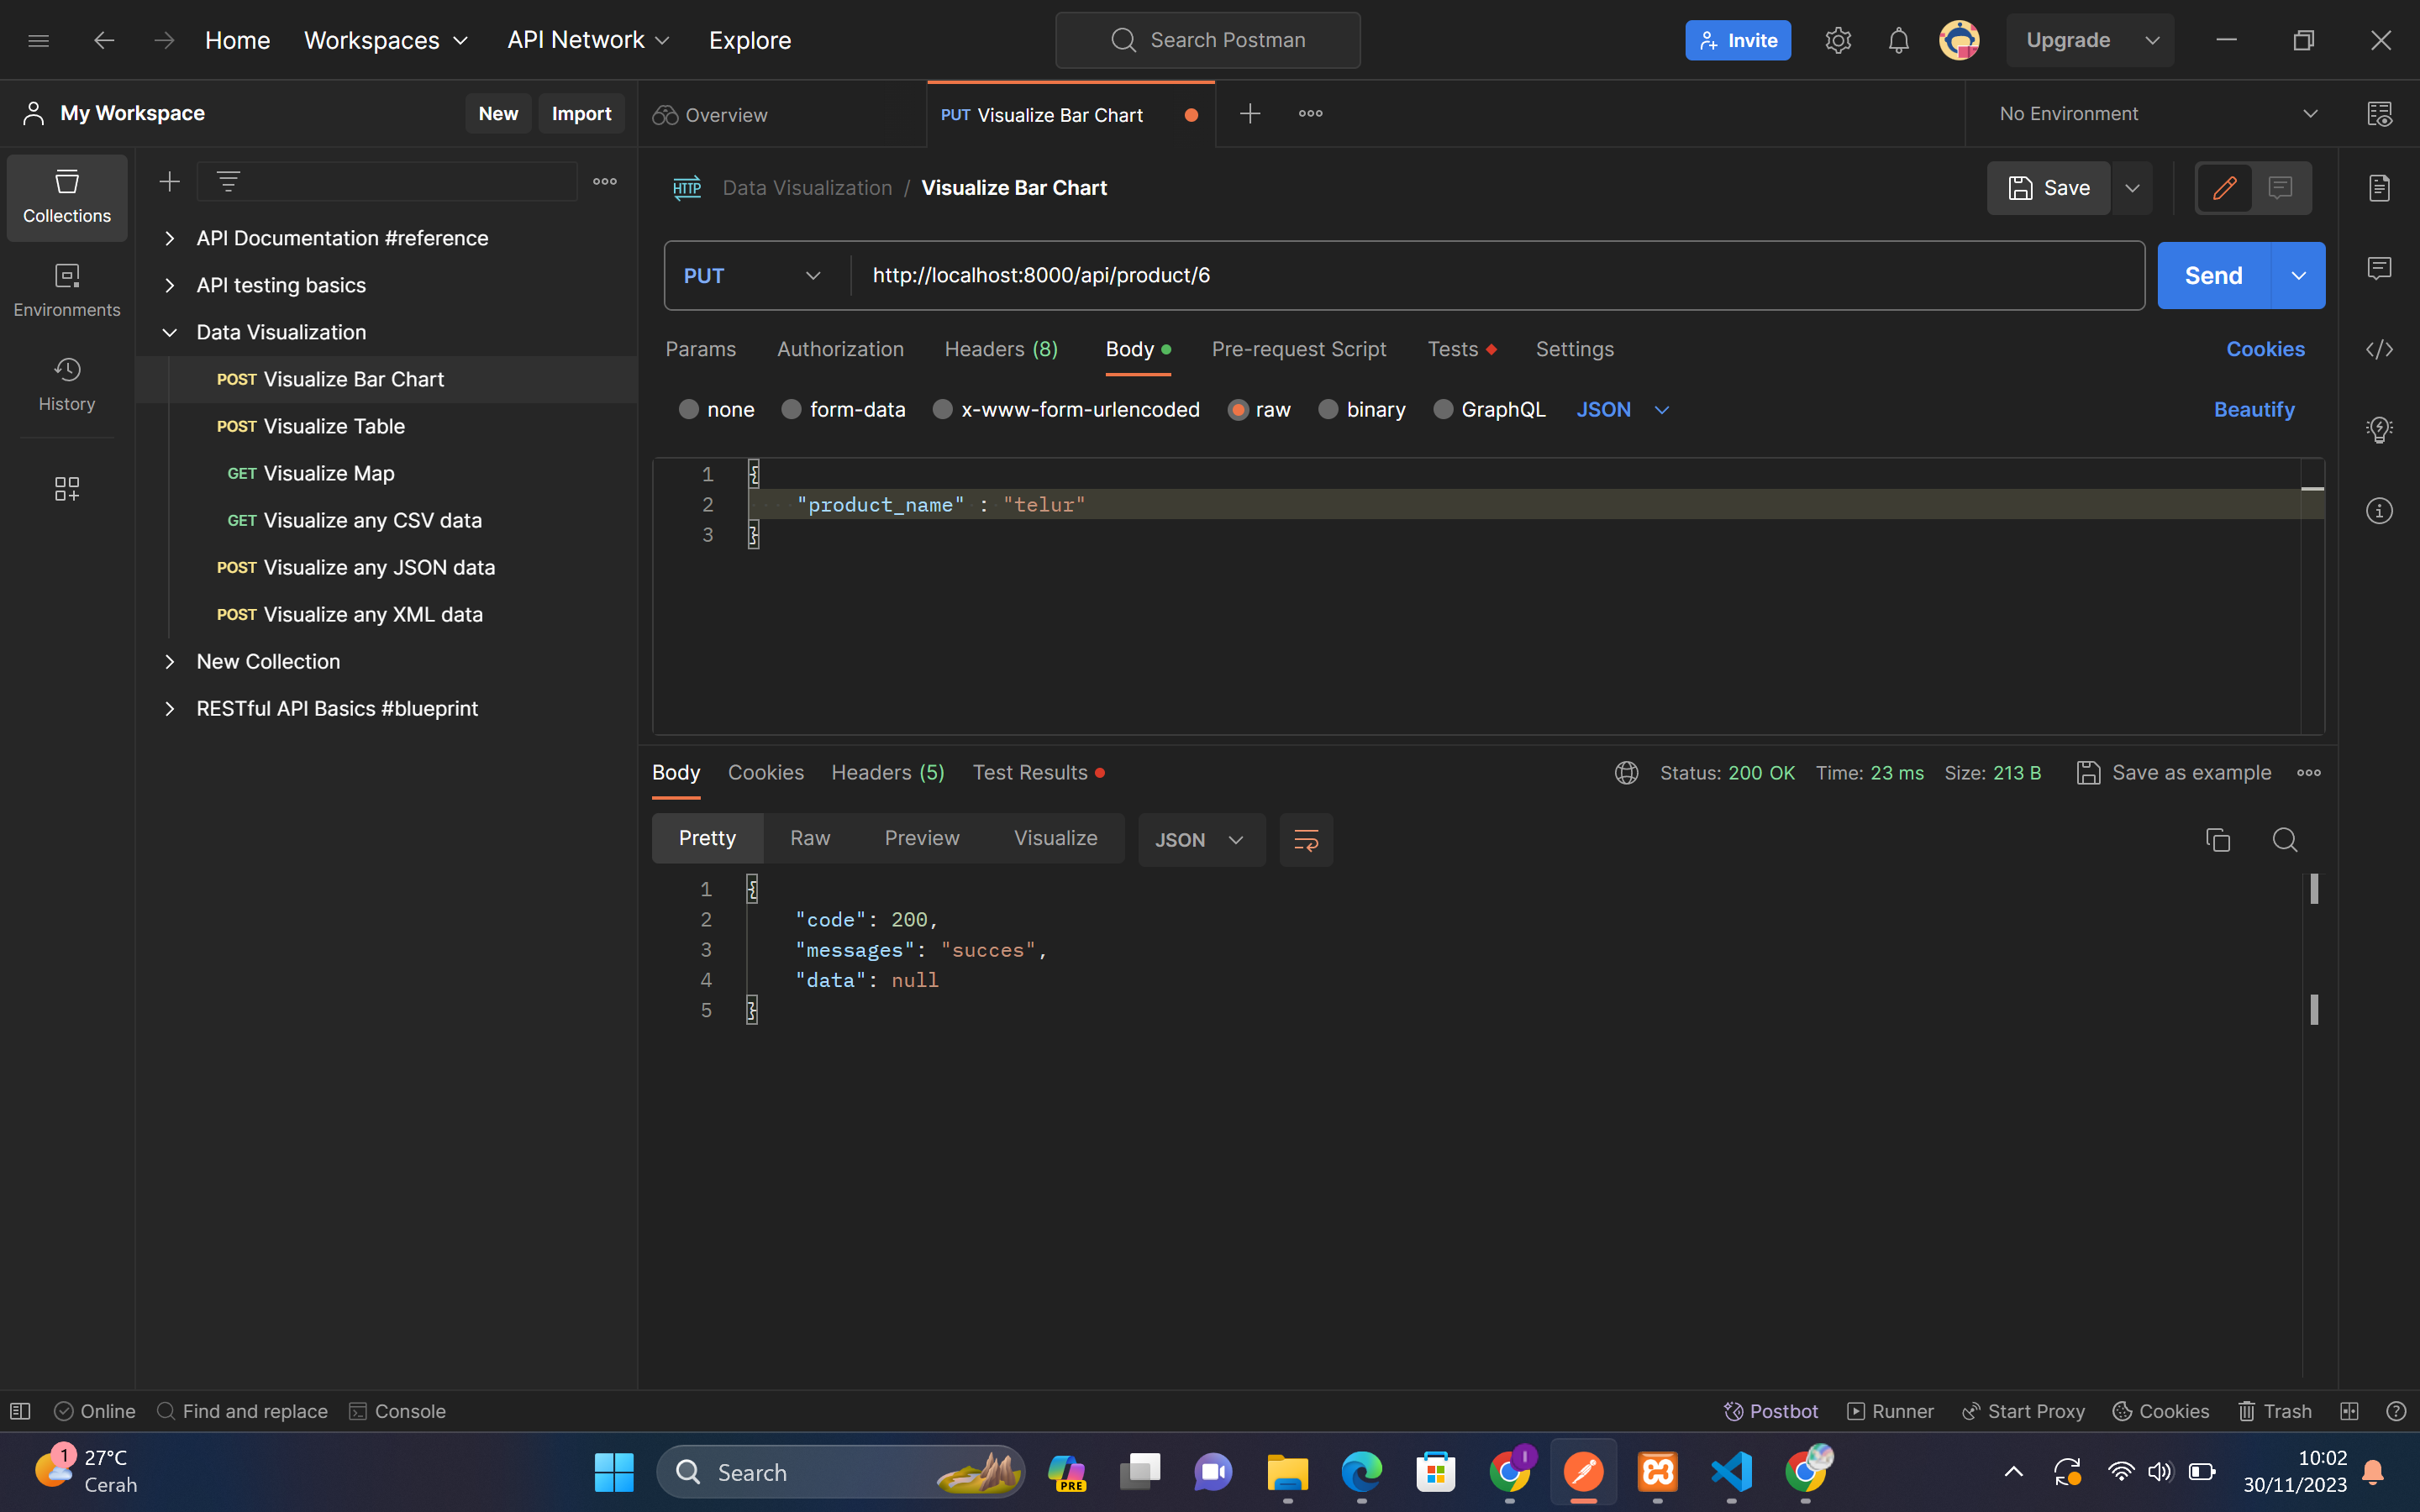 Home Workspaces API Network Explore Search Postman Invite Upgrade
My Workspace New Import Overview PUT Visualize Bar Chart No Environment
Collections
Environments
History
API Documentation #reference
API testing basics
Data Visualization
POST Visualize Bar Chart
POST Visualize Table
GET Visualize Map
GET Visualize any CSV data
POST Visualize any JSON data
POST Visualize any XML data
New Collection
RESTful API Basics #blueprint
HTTP Data Visualization / Visualize Bar Chart Save
PUT http://localhost:8000/api/product/6 Send
Params Authorization Headers (8) Body Pre-request Script Tests Settings Cookies
none form-data x-www-form-urlencoded raw binary GraphQL JSON Beautify
1 {
2 "product_name" : "telur"
3 }
Body Cookies Headers (5) Test Results Status: 200 OK Time: 23 ms Size: 213 B Save as example
Pretty Raw Preview Visualize JSON
1 {
2 "code": 200,
3 "messages": "succes",
4 "data": null
5 }
Online Find and replace Console Postbot Runner Start Proxy Cookies Trash
1 27°C
Cerah
Search
PRE
I
10:02
30/11/2023